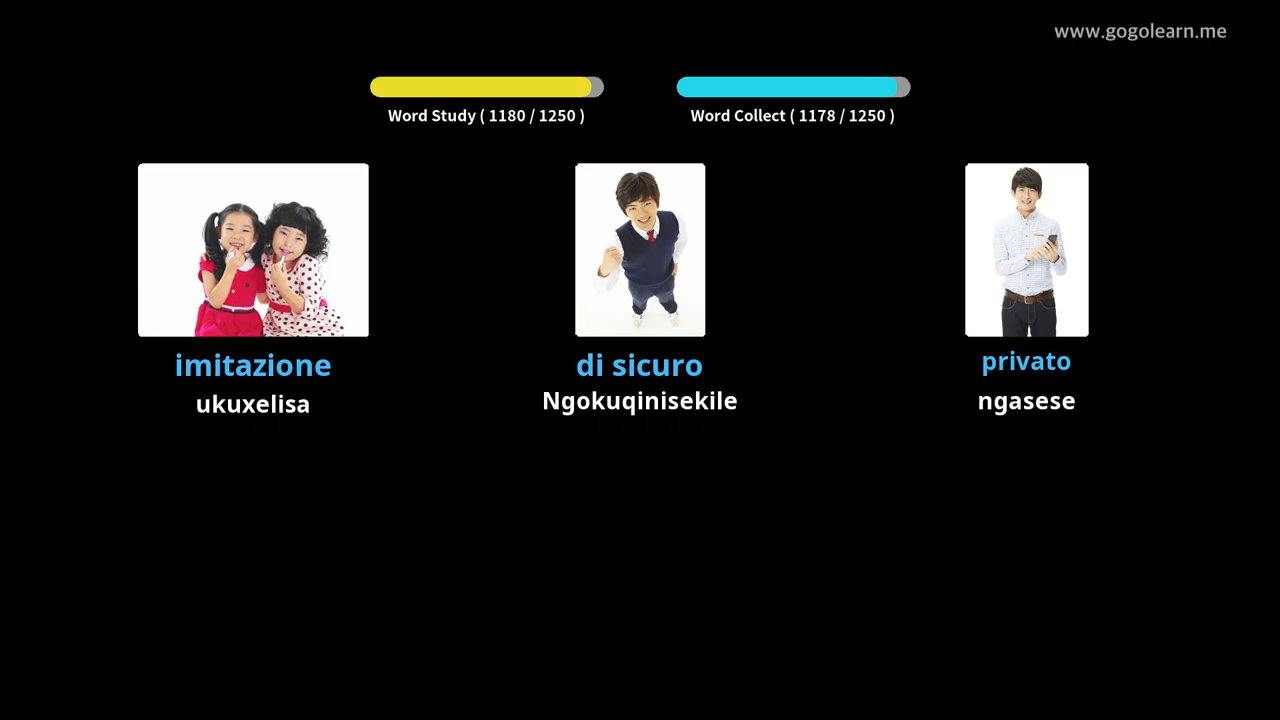 www.gogolearn.me
Word Study ( 1180 / 1250 )
Word Collect ( 1178 / 1250 )
imitazione
ukuxelisa
di sicuro
Ngokuqinisekile
privato
ngasese